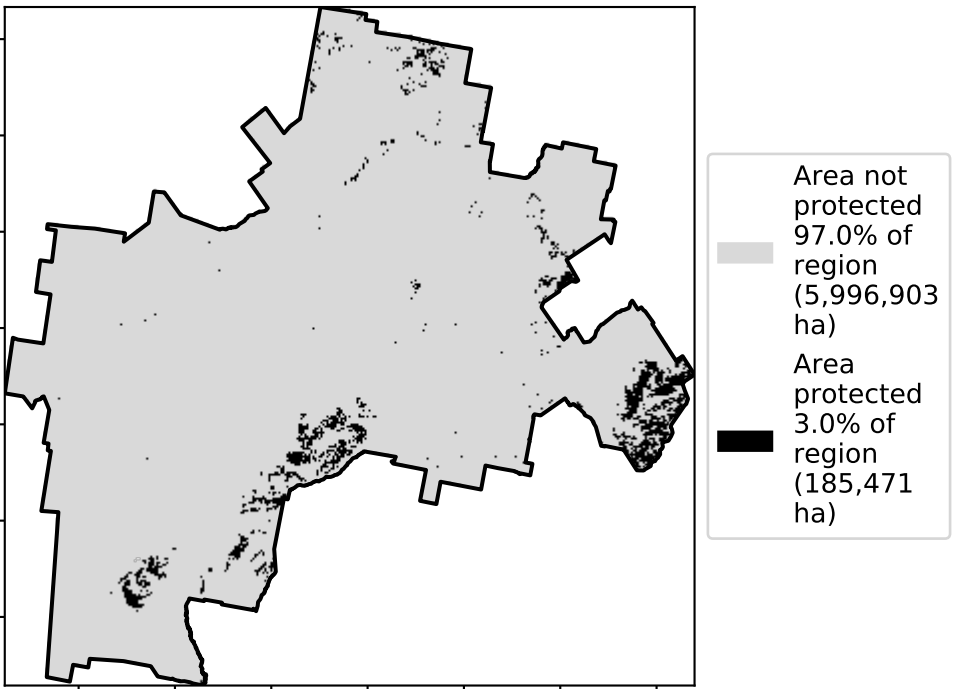 Area not
protected
97.0% of
region
(5,996,903
ha)
Area
protected
3.0% of
region
(185,471
ha)